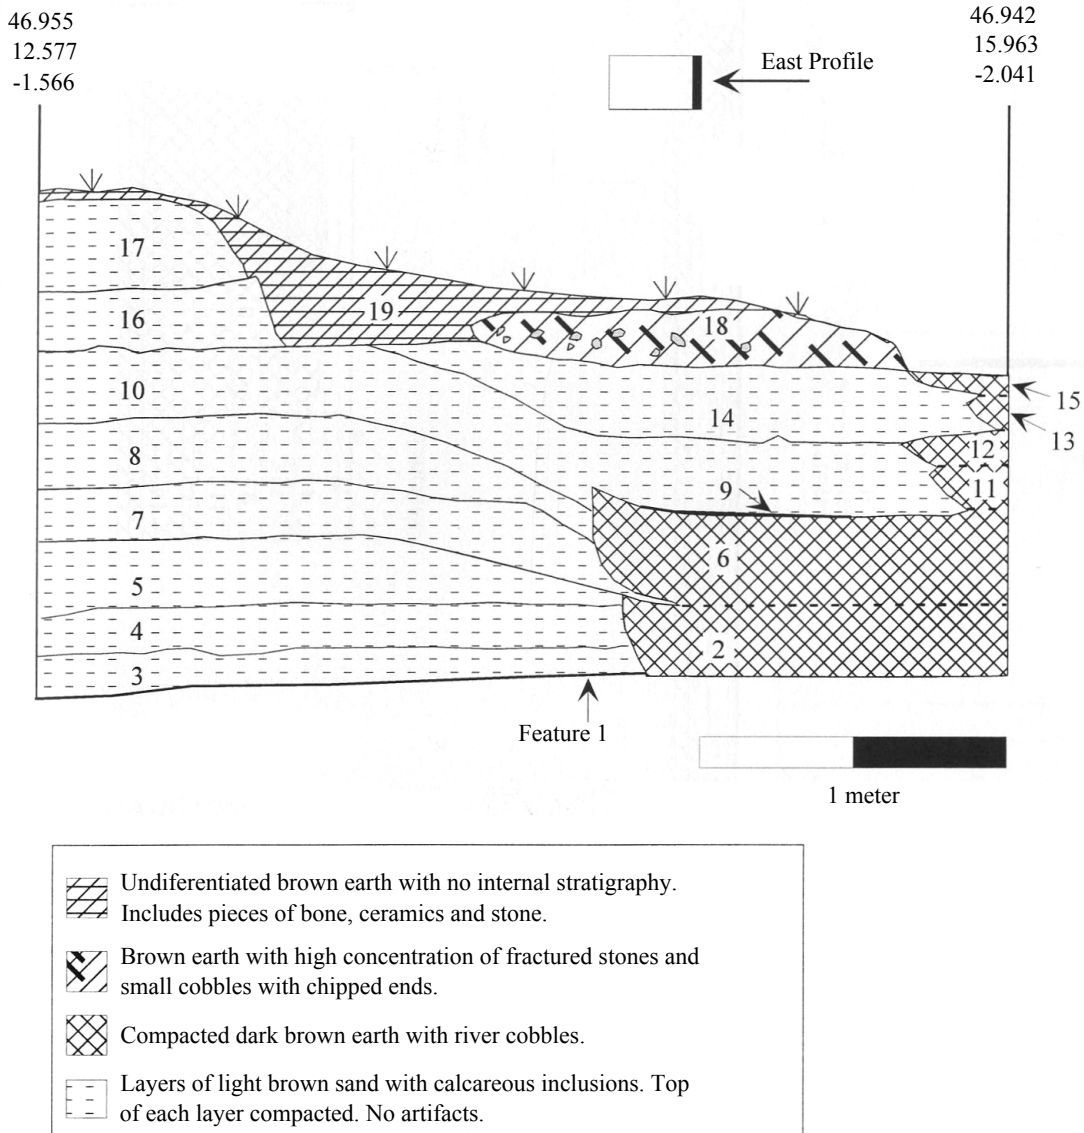 46.955
12.577
-1.566
46.942
15.963
-2.041
East Profile
17
16
19
18
10
14
15
13
8
12
11
9
7
6
5
4
2
3
Feature 1
1 meter
Undiferentiated brown earth with no internal stratigraphy.
Includes pieces of bone, ceramics and stone.
Brown earth with high concentration of fractured stones and
small cobbles with chipped ends.
Compacted dark brown earth with river cobbles.
Layers of light brown sand with calcareous inclusions. Top
of each layer compacted. No artifacts.